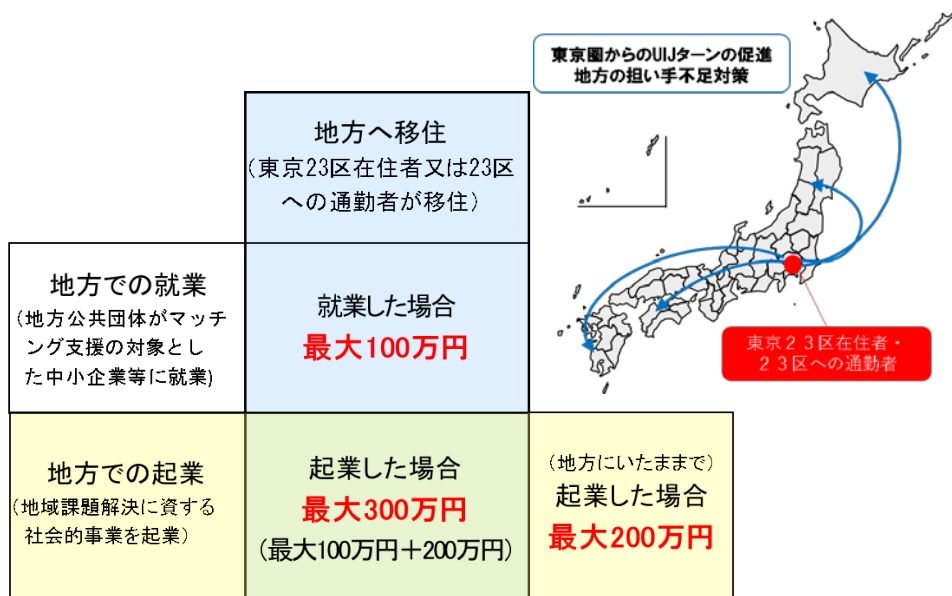 東京圏からのUIJターンの促進
地方の担い手不足対策
地方へ移住
(東京23区在住者又は23区
への通勤者が移住)
地方での就業
(地方公共団体がマッチ
ング支援の対象とし
た中小企業等に就業)
就業した場合
最大100万円
東京２３区在住者・
２３区への通勤者
地方での起業
(地域課題解決に資する
社会的事業を起業)
起業した場合
最大300万円
(最大100万円＋200万円)
(地方にいたままで)
起業した場合
最大200万円